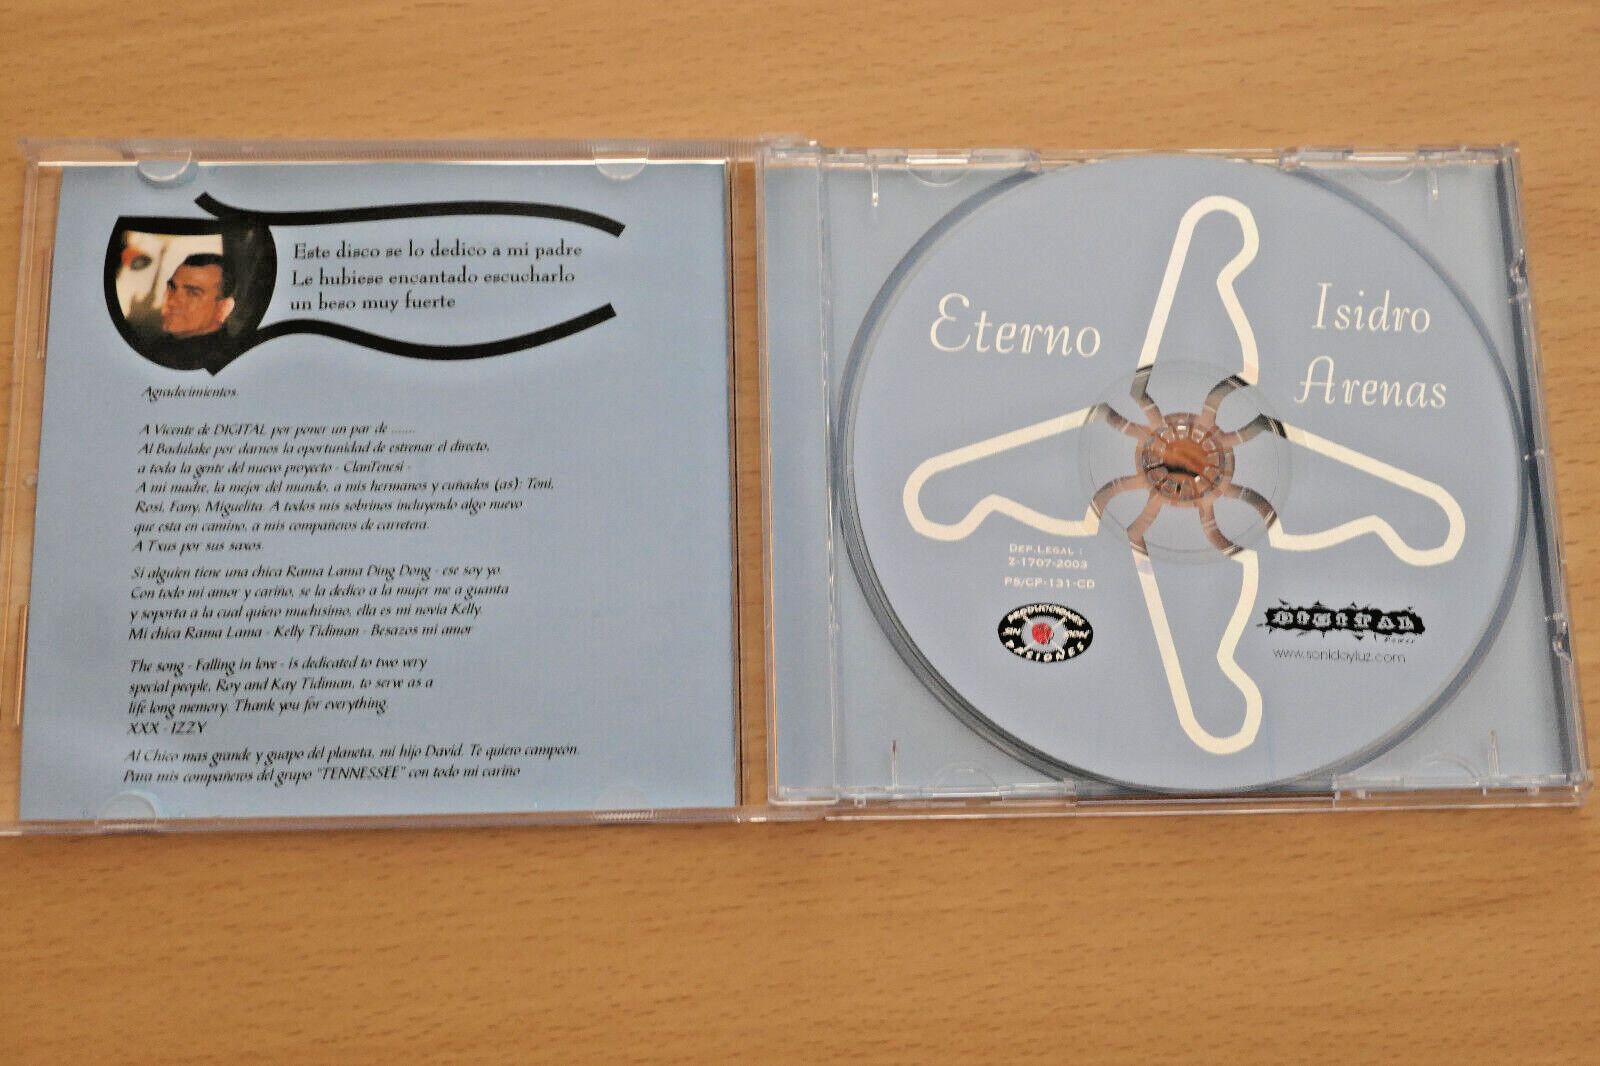 Este disco se lo dedico a mi padre
Le hubiese encantado escucharlo
un beso muy fuerte
Agradecimientos.
A Vicente de DIGITAL por poner un par de .......
Al Badulake por darnos la oportunidad de estrenar el directo,
a toda la gente del nuevo proyecto - ClanTenesi -
A mi madre, la mejor del mundo, a mis hermanos y cuñados (as): Toni,
Rosi, Fany, Miguelita. A todos mis sobrinos incluyendo algo nuevo
que esta en camino, a mis compañeros de carretera.
A Txus por sus saxos.
Si alguien tiene una chica Rama Lama Ding Dong - ese soy yo.
Con todo mi amor y cariño, se la dedico a la mujer me a guanta
y soporta a la cual quiero muchisimo, ella es mi novia Kelly.
Mi chica Rama Lama - Kelly Tidiman - Besazos mi amor
The song - Falling in love - is dedicated to two very
special people, Roy and Kay Tidiman, to serve as a
life long memory. Thank you for everything.
XXX - IZZY
Al Chico mas grande y guapo del planeta, mi hijo David. Te quiero campeón.
Para mis compañeros del grupo "TENNESSEE" con todo mi cariño
Eterno
Isidro
Arenas
DEP.LEGAL :
Z-1707-2003
PS/CP-131-CD
PRODUCCIONES
SIN
PASIONES
DIGITAL
Power
www.sonidoyluz.com